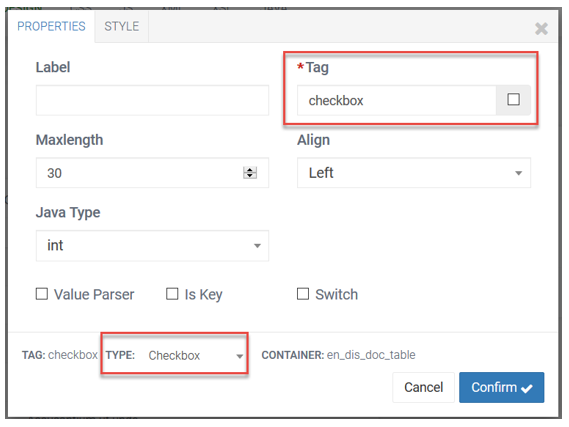 PROPERTIES STYLE
Label *Tag
checkbox
Maxlength Align
30 Left
Java Type
int
Value Parser Is Key Switch
TAG: checkbox TYPE: Checkbox CONTAINER: en_dis_doc_table
Cancel Confirm